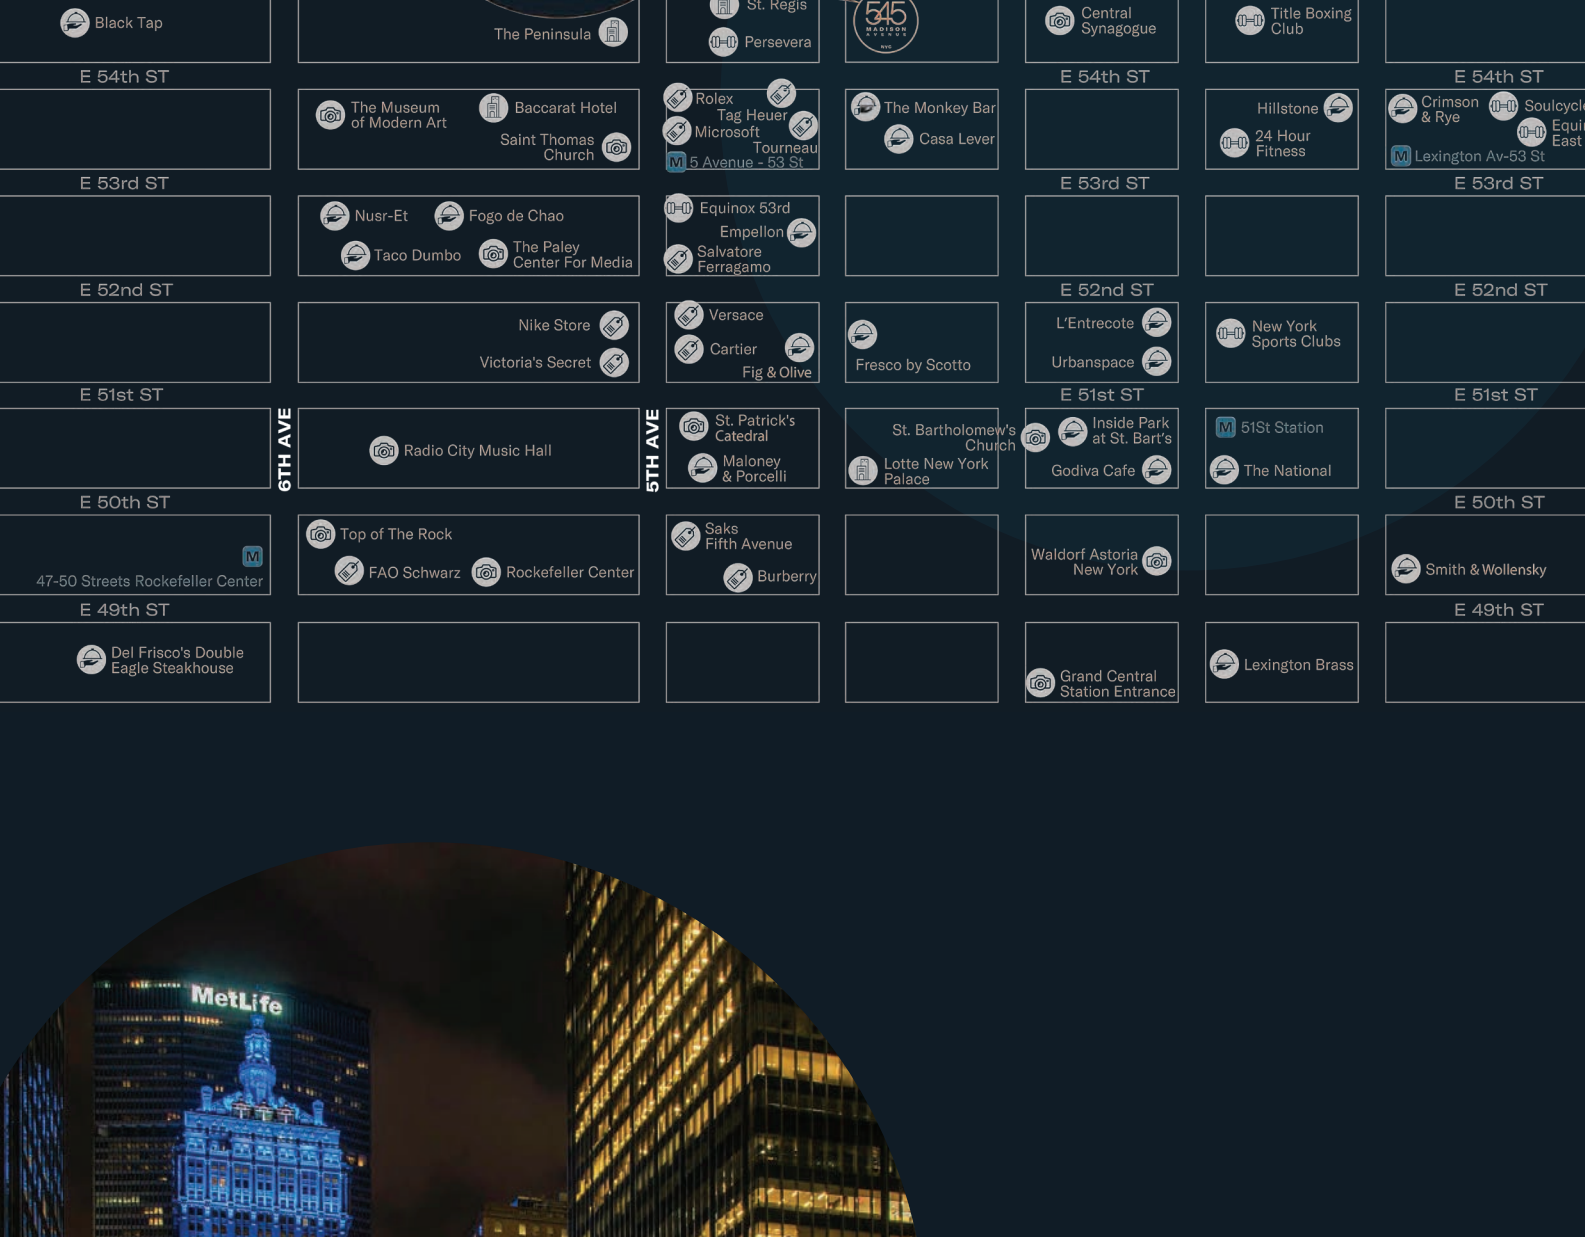 Black Tap
The Peninsula
St. Regis
Persevera
545
MADISON
AVENUE
NYC
Central
Synagogue
Title Boxing
Club
E 54th ST
E 54th ST
E 54th ST
The Museum
of Modern Art
Baccarat Hotel
Saint Thomas
Church
Rolex
Tag Heuer
Microsoft
Tourneau
M 5 Avenue - 53 St
The Monkey Bar
Casa Lever
Hillstone
24 Hour
Fitness
Crimson
& Rye
Soulcycle
Equi
East
M Lexington Av-53 St
E 53rd ST
E 53rd ST
E 53rd ST
Nusr-Et
Fogo de Chao
Taco Dumbo
The Paley
Center For Media
Equinox 53rd
Empellon
Salvatore
Ferragamo
E 52nd ST
E 52nd ST
E 52nd ST
Nike Store
Victoria's Secret
Versace
Cartier
Fig & Olive
Fresco by Scotto
L'Entrecote
Urbanspace
New York
Sports Clubs
E 51st ST
E 51st ST
E 51st ST
6TH AVE
5TH AVE
Radio City Music Hall
St. Patrick's
Catedral
Maloney
& Porcelli
St. Bartholomew's
Church
Lotte New York
Palace
Inside Park
at St. Bart's
Godiva Cafe
M 51St Station
The National
E 50th ST
E 50th ST
M
47-50 Streets Rockefeller Center
Top of The Rock
FAO Schwarz
Rockefeller Center
Saks
Fifth Avenue
Burberry
Waldorf Astoria
New York
Smith & Wollensky
E 49th ST
E 49th ST
Del Frisco's Double
Eagle Steakhouse
Grand Central
Station Entrance
Lexington Brass
MetLife